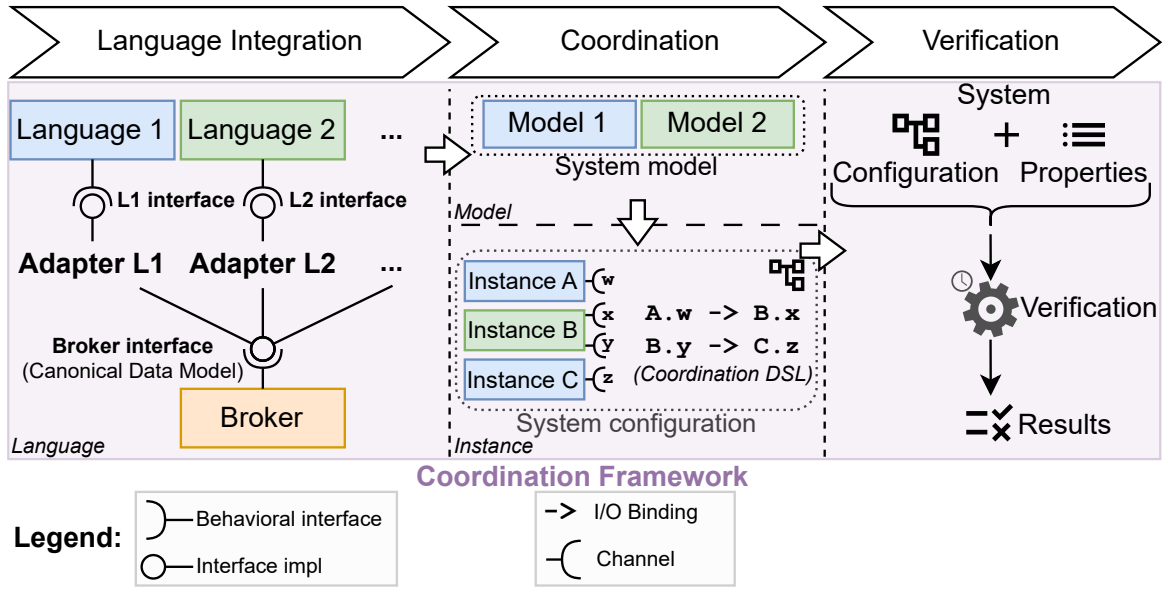 Language Integration
Coordination
Verification
Language 1
Language 2
...
L1 interface
L2 interface
Adapter L1
Adapter L2
...
Broker interface
(Canonical Data Model)
Broker
Language
Model 1
Model 2
System model
Model
Instance A
w
Instance B
x
y
Instance C
z
A.w -> B.x
B.y -> C.z
(Coordination DSL)
System configuration
Instance
System
+
Configuration
Properties
Verification
Results
Coordination Framework
Legend:
Behavioral interface
Interface impl
I/O Binding
Channel